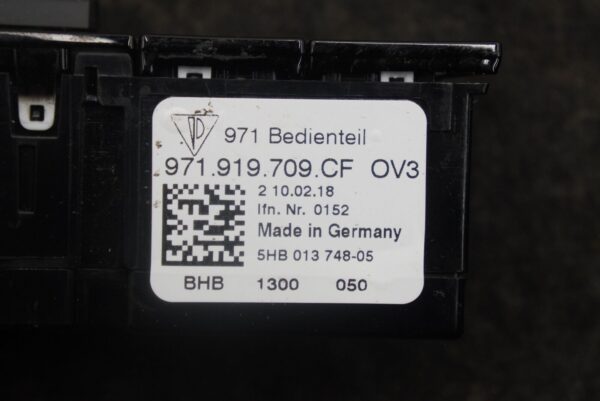 971 Bedienteil
971.919.709.CF OV3
2 10.02.18
lfn. Nr. 0152
Made in Germany
5HB 013 748-05
BHB 1300 050